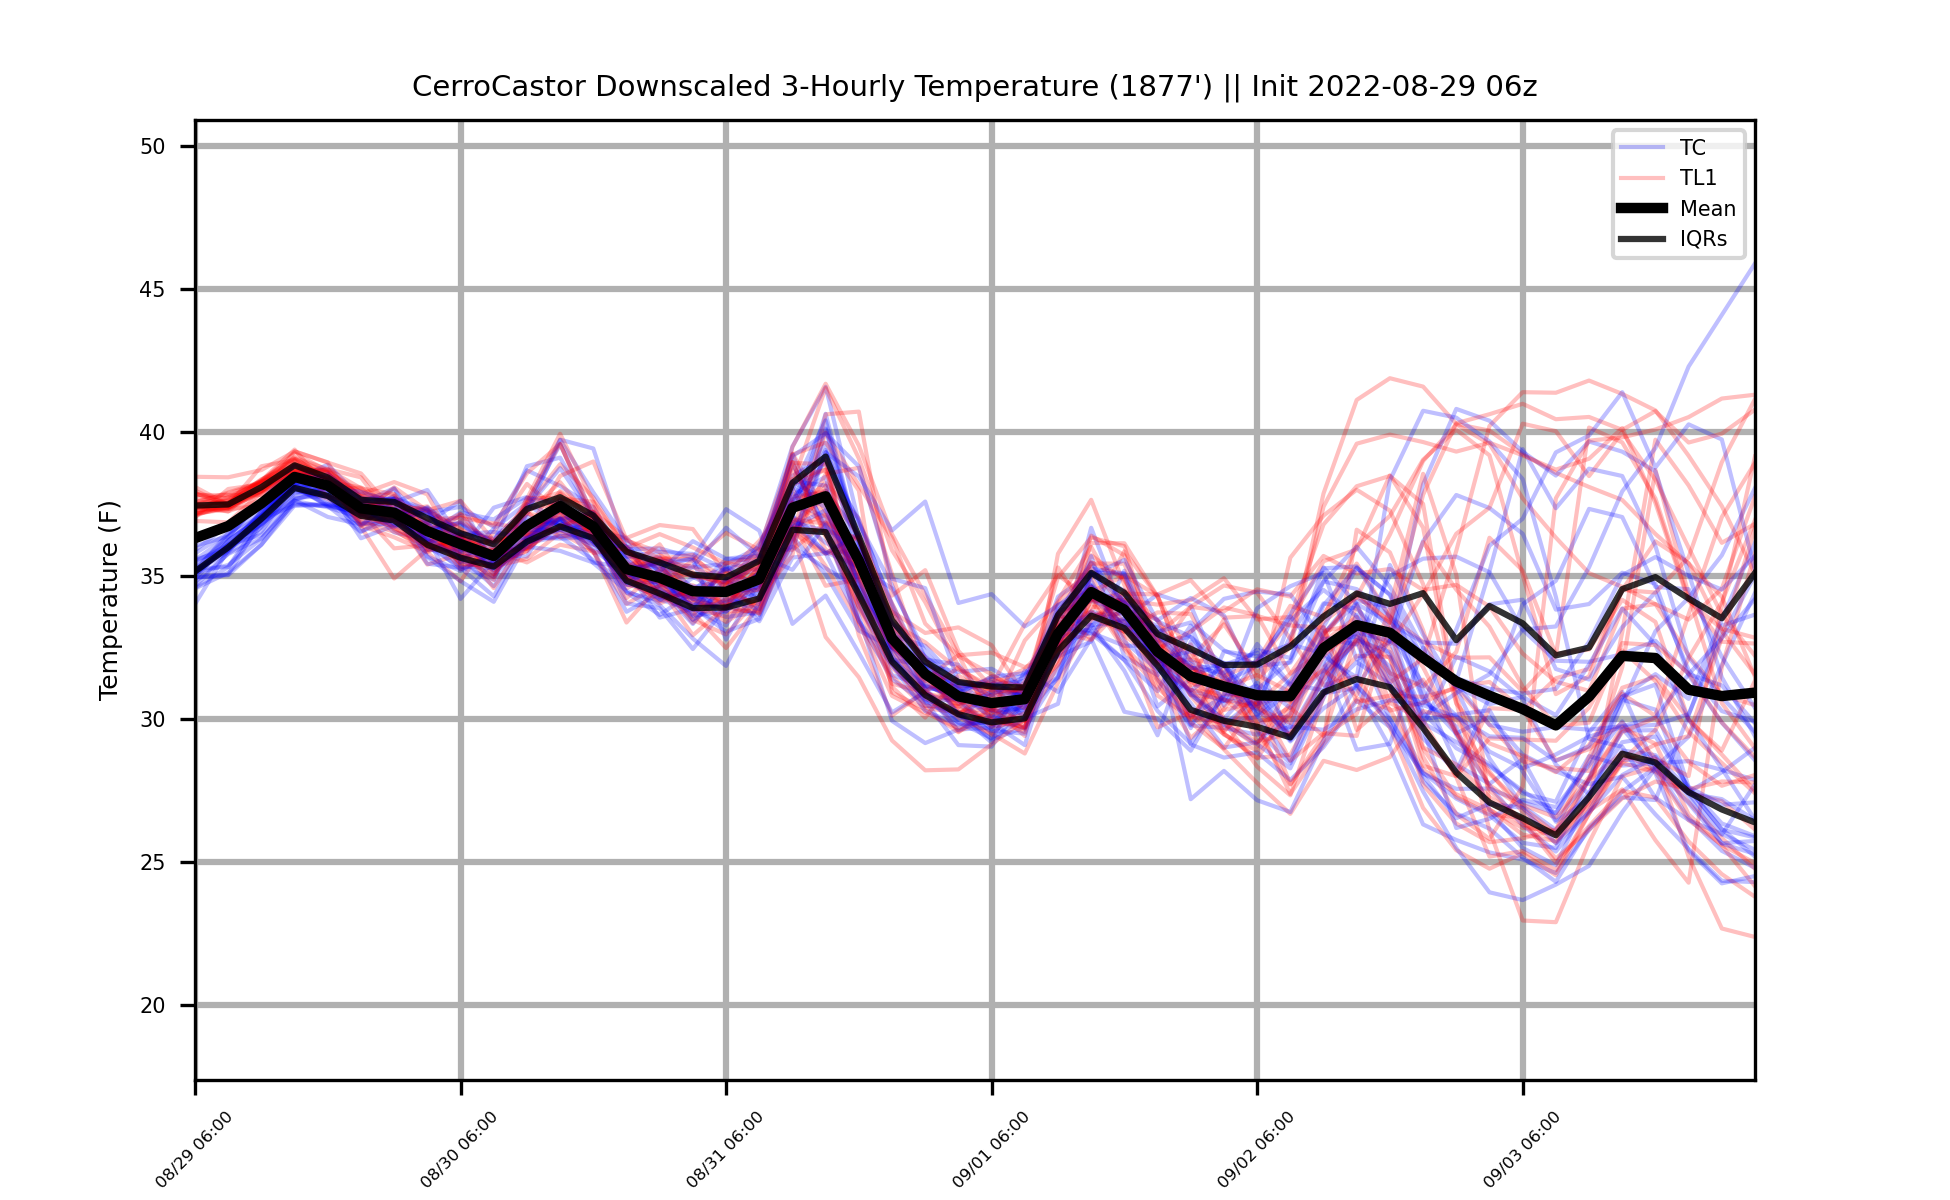 CerroCastor Downscaled 3-Hourly Temperature (1877') || Init 2022-08-29 06z
Temperature (F)
50
45
40
35
30
25
20
TC
TL1
Mean
IQRs
08/29 06:00
08/30 06:00
08/31 06:00
09/01 06:00
09/02 06:00
09/03 06:00